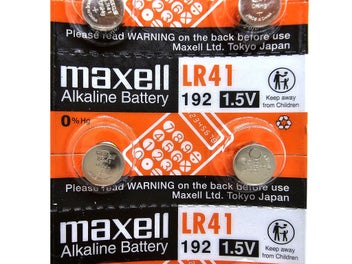 Please read WARNING on the back before use
Maxell Ltd. Tokyo Japan
maxell LR41
Alkaline Battery 192 1.5V
Keep away
from Children
0%Hg
Please read WARNING on the back before use
Maxell Ltd. Tokyo Japan
maxell LR41
Alkaline Battery 192 1.5V
Keep away
from Children